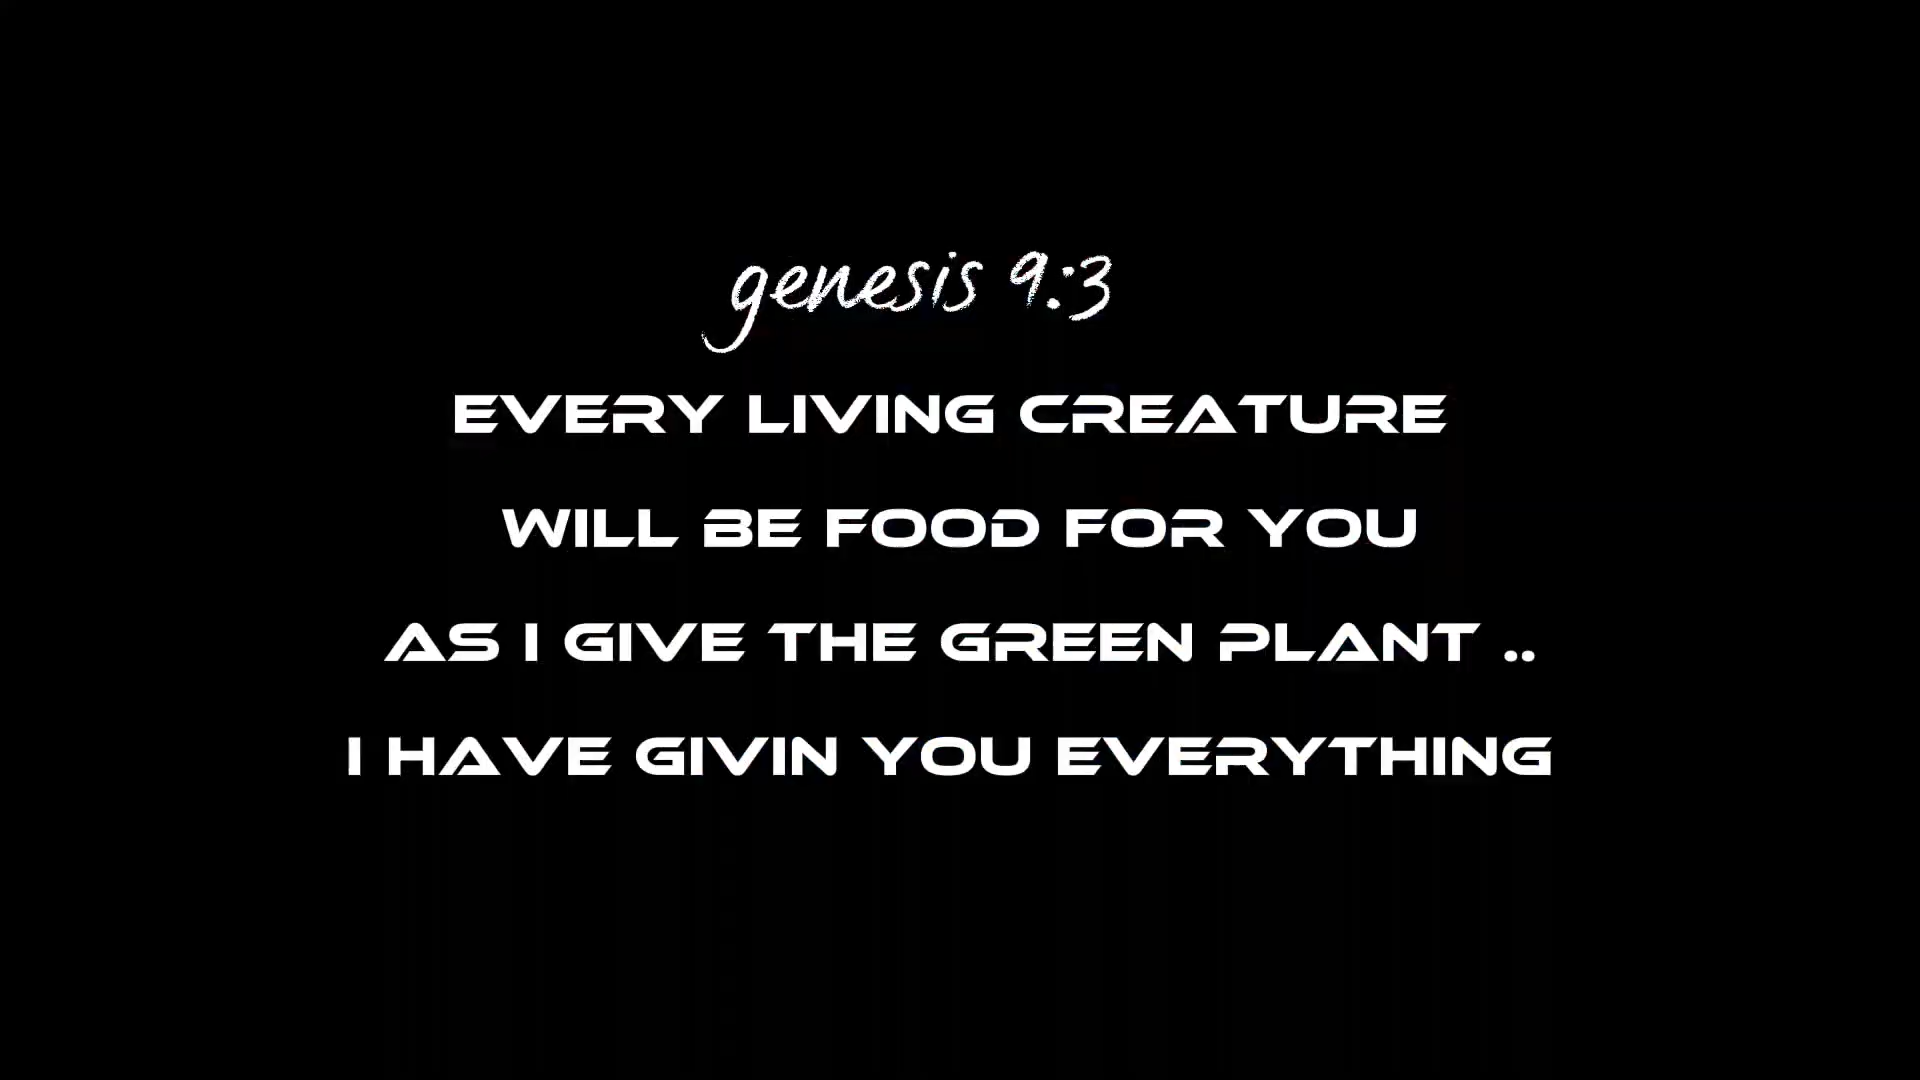 genesis 9:3
EVERY LIVING CREATURE
WILL BE FOOD FOR YOU
AS I GIVE THE GREEN PLANT ..
I HAVE GIVIN YOU EVERYTHING